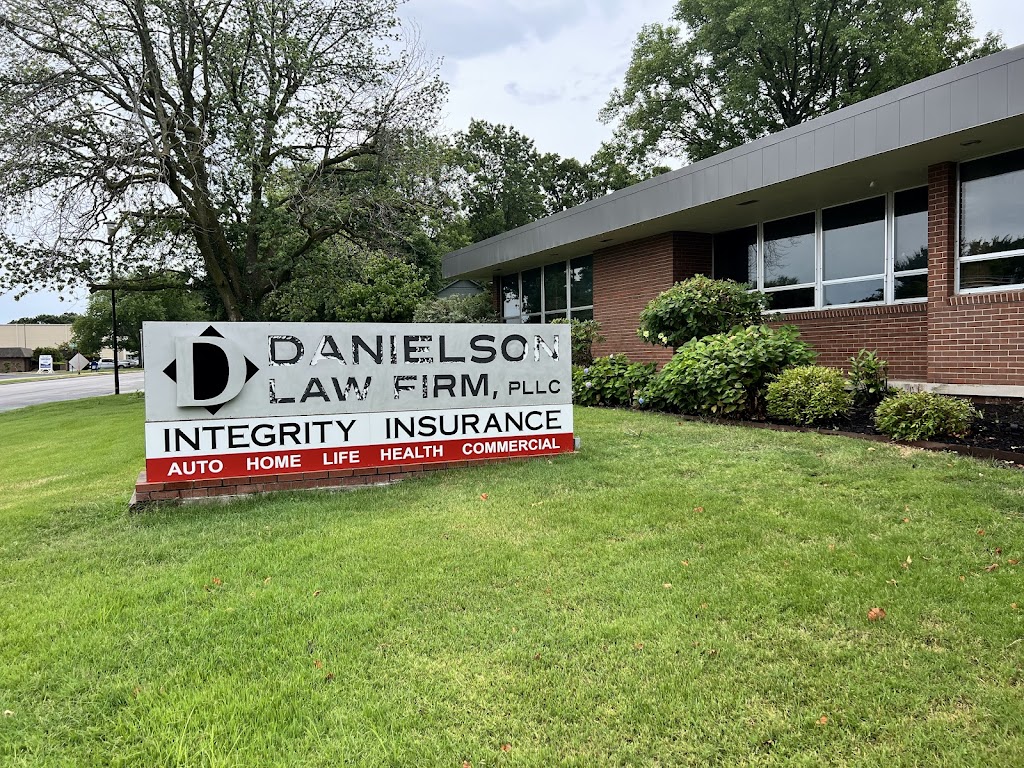 D
DANIELSON
LAW FIRM, PLLC
INTEGRITY INSURANCE
AUTO HOME LIFE HEALTH COMMERCIAL